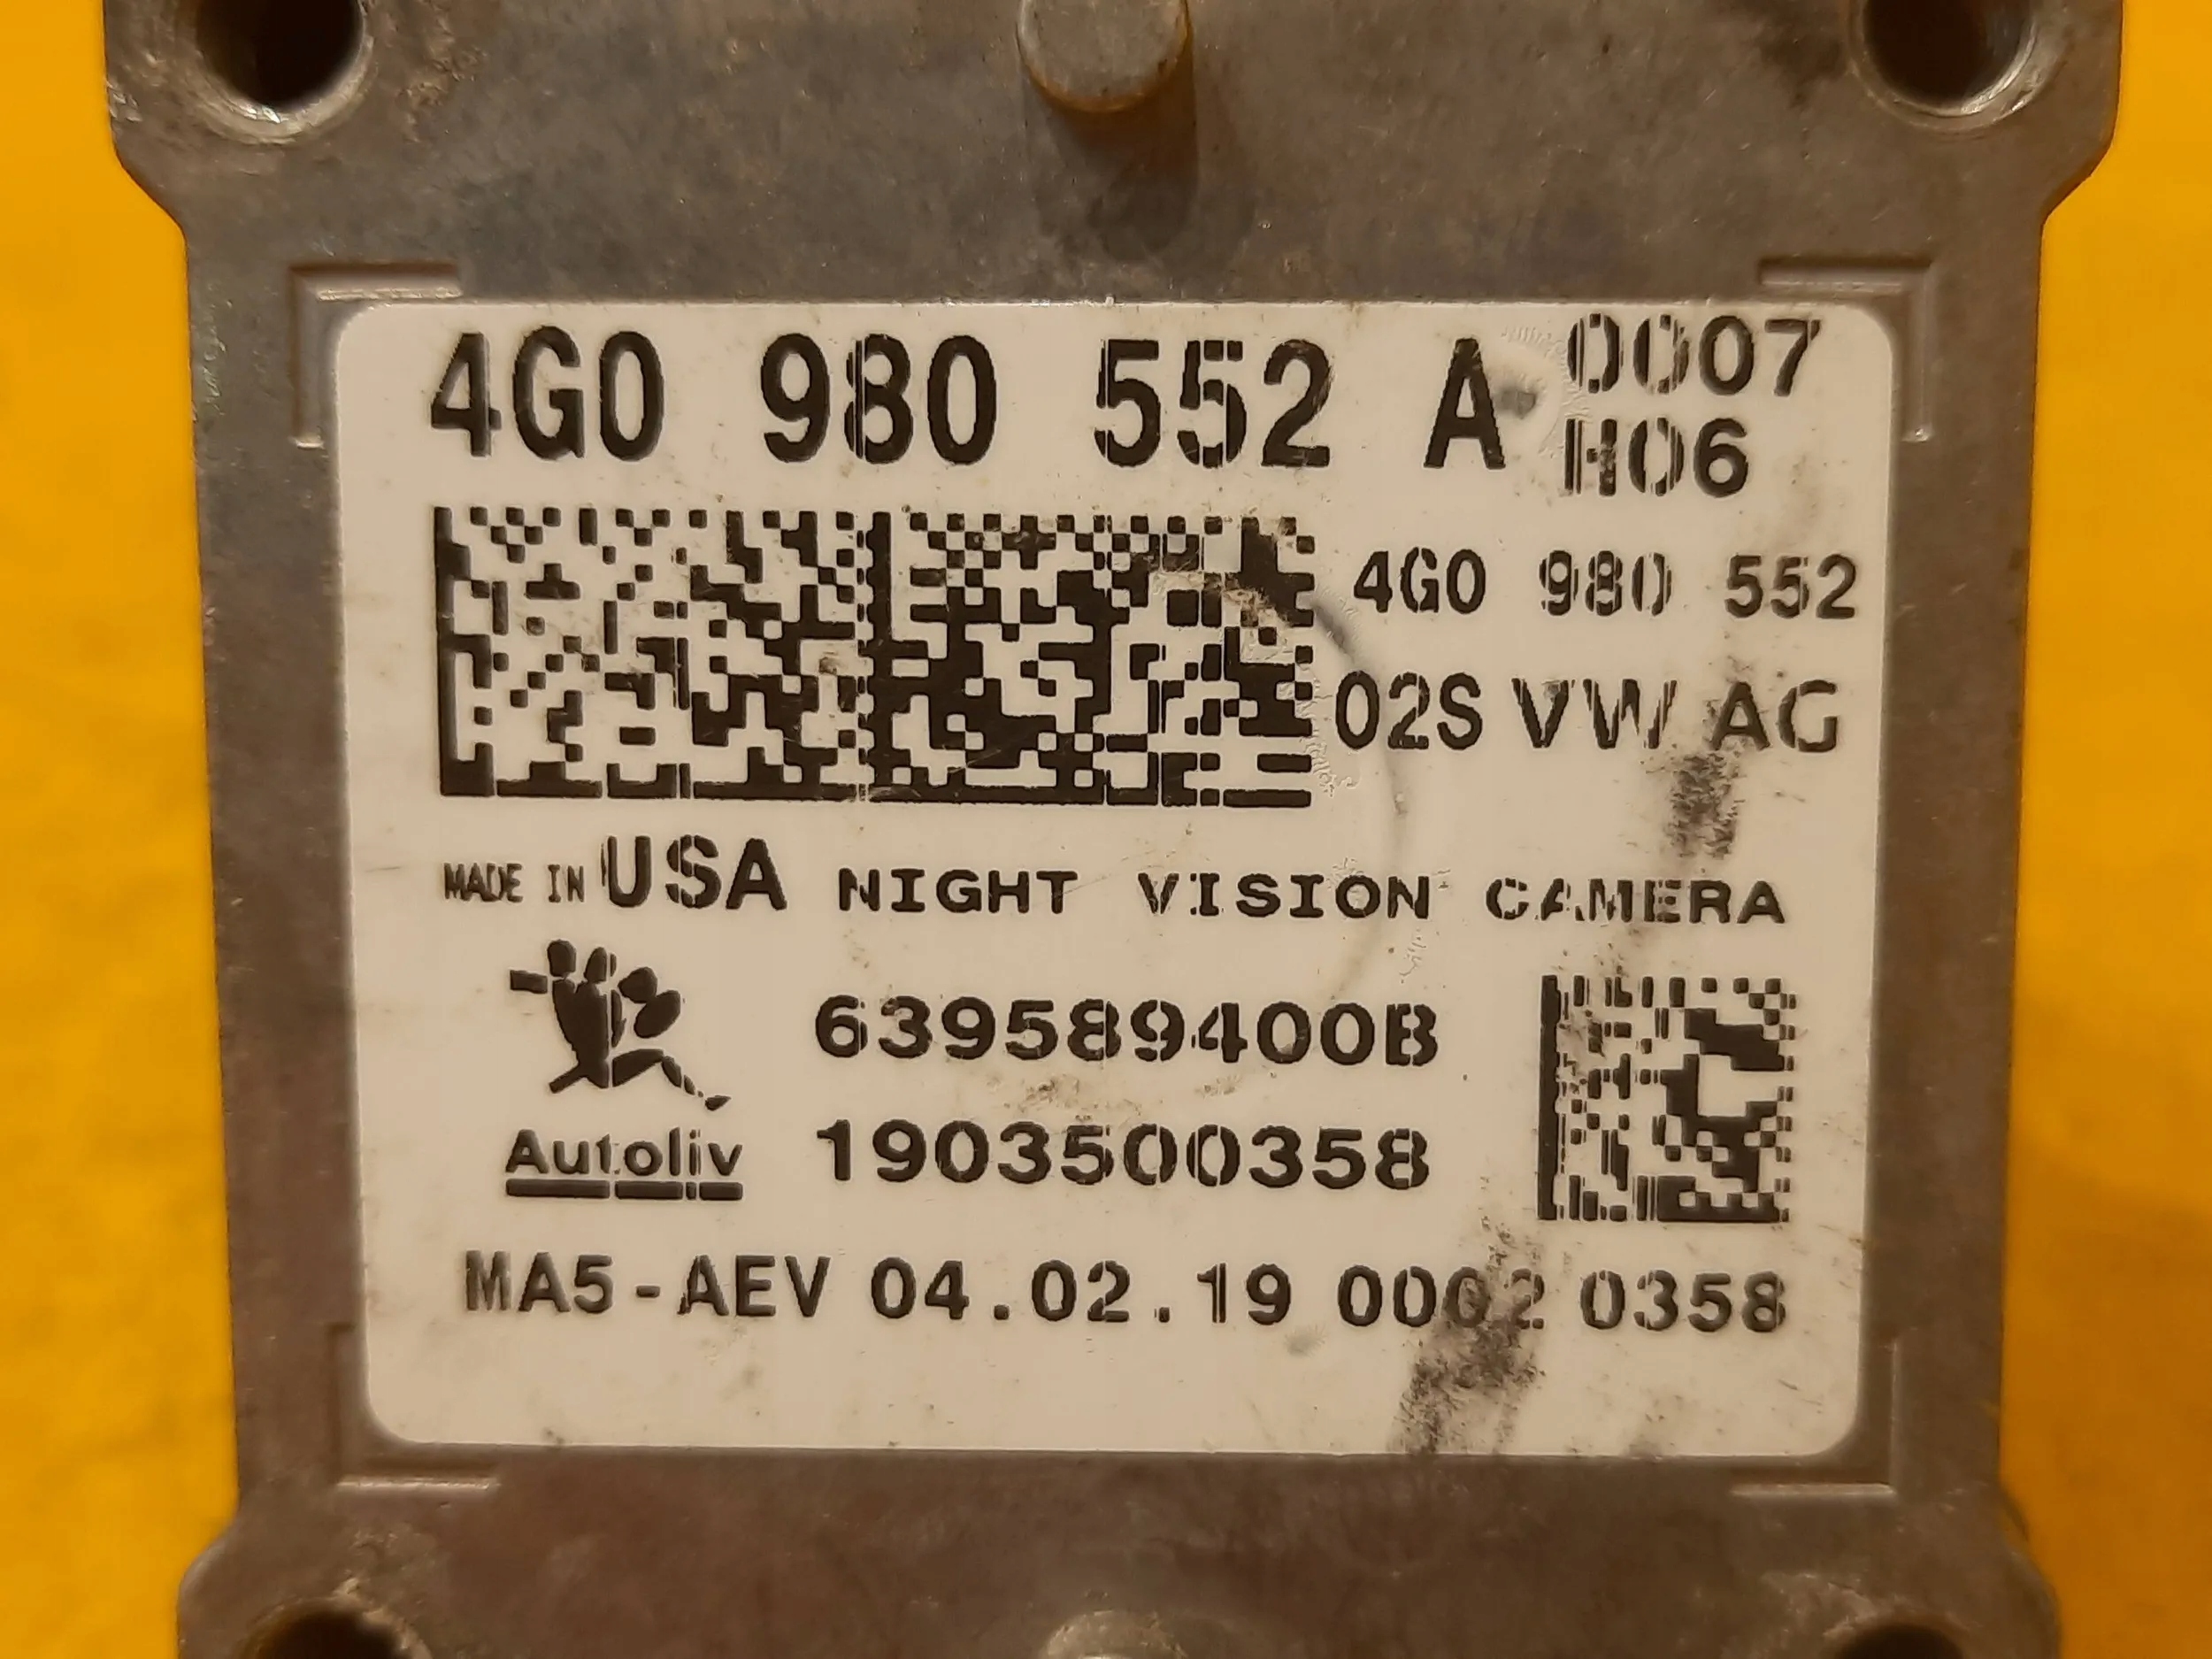 4G0 980 552 A 0007
H06
4G0 980 552
02S VW AG
MADE IN USA NIGHT VISION CAMERA
639589400B
Autoliv 1903500358
MA5-AEV 04.02.19 0002 0358